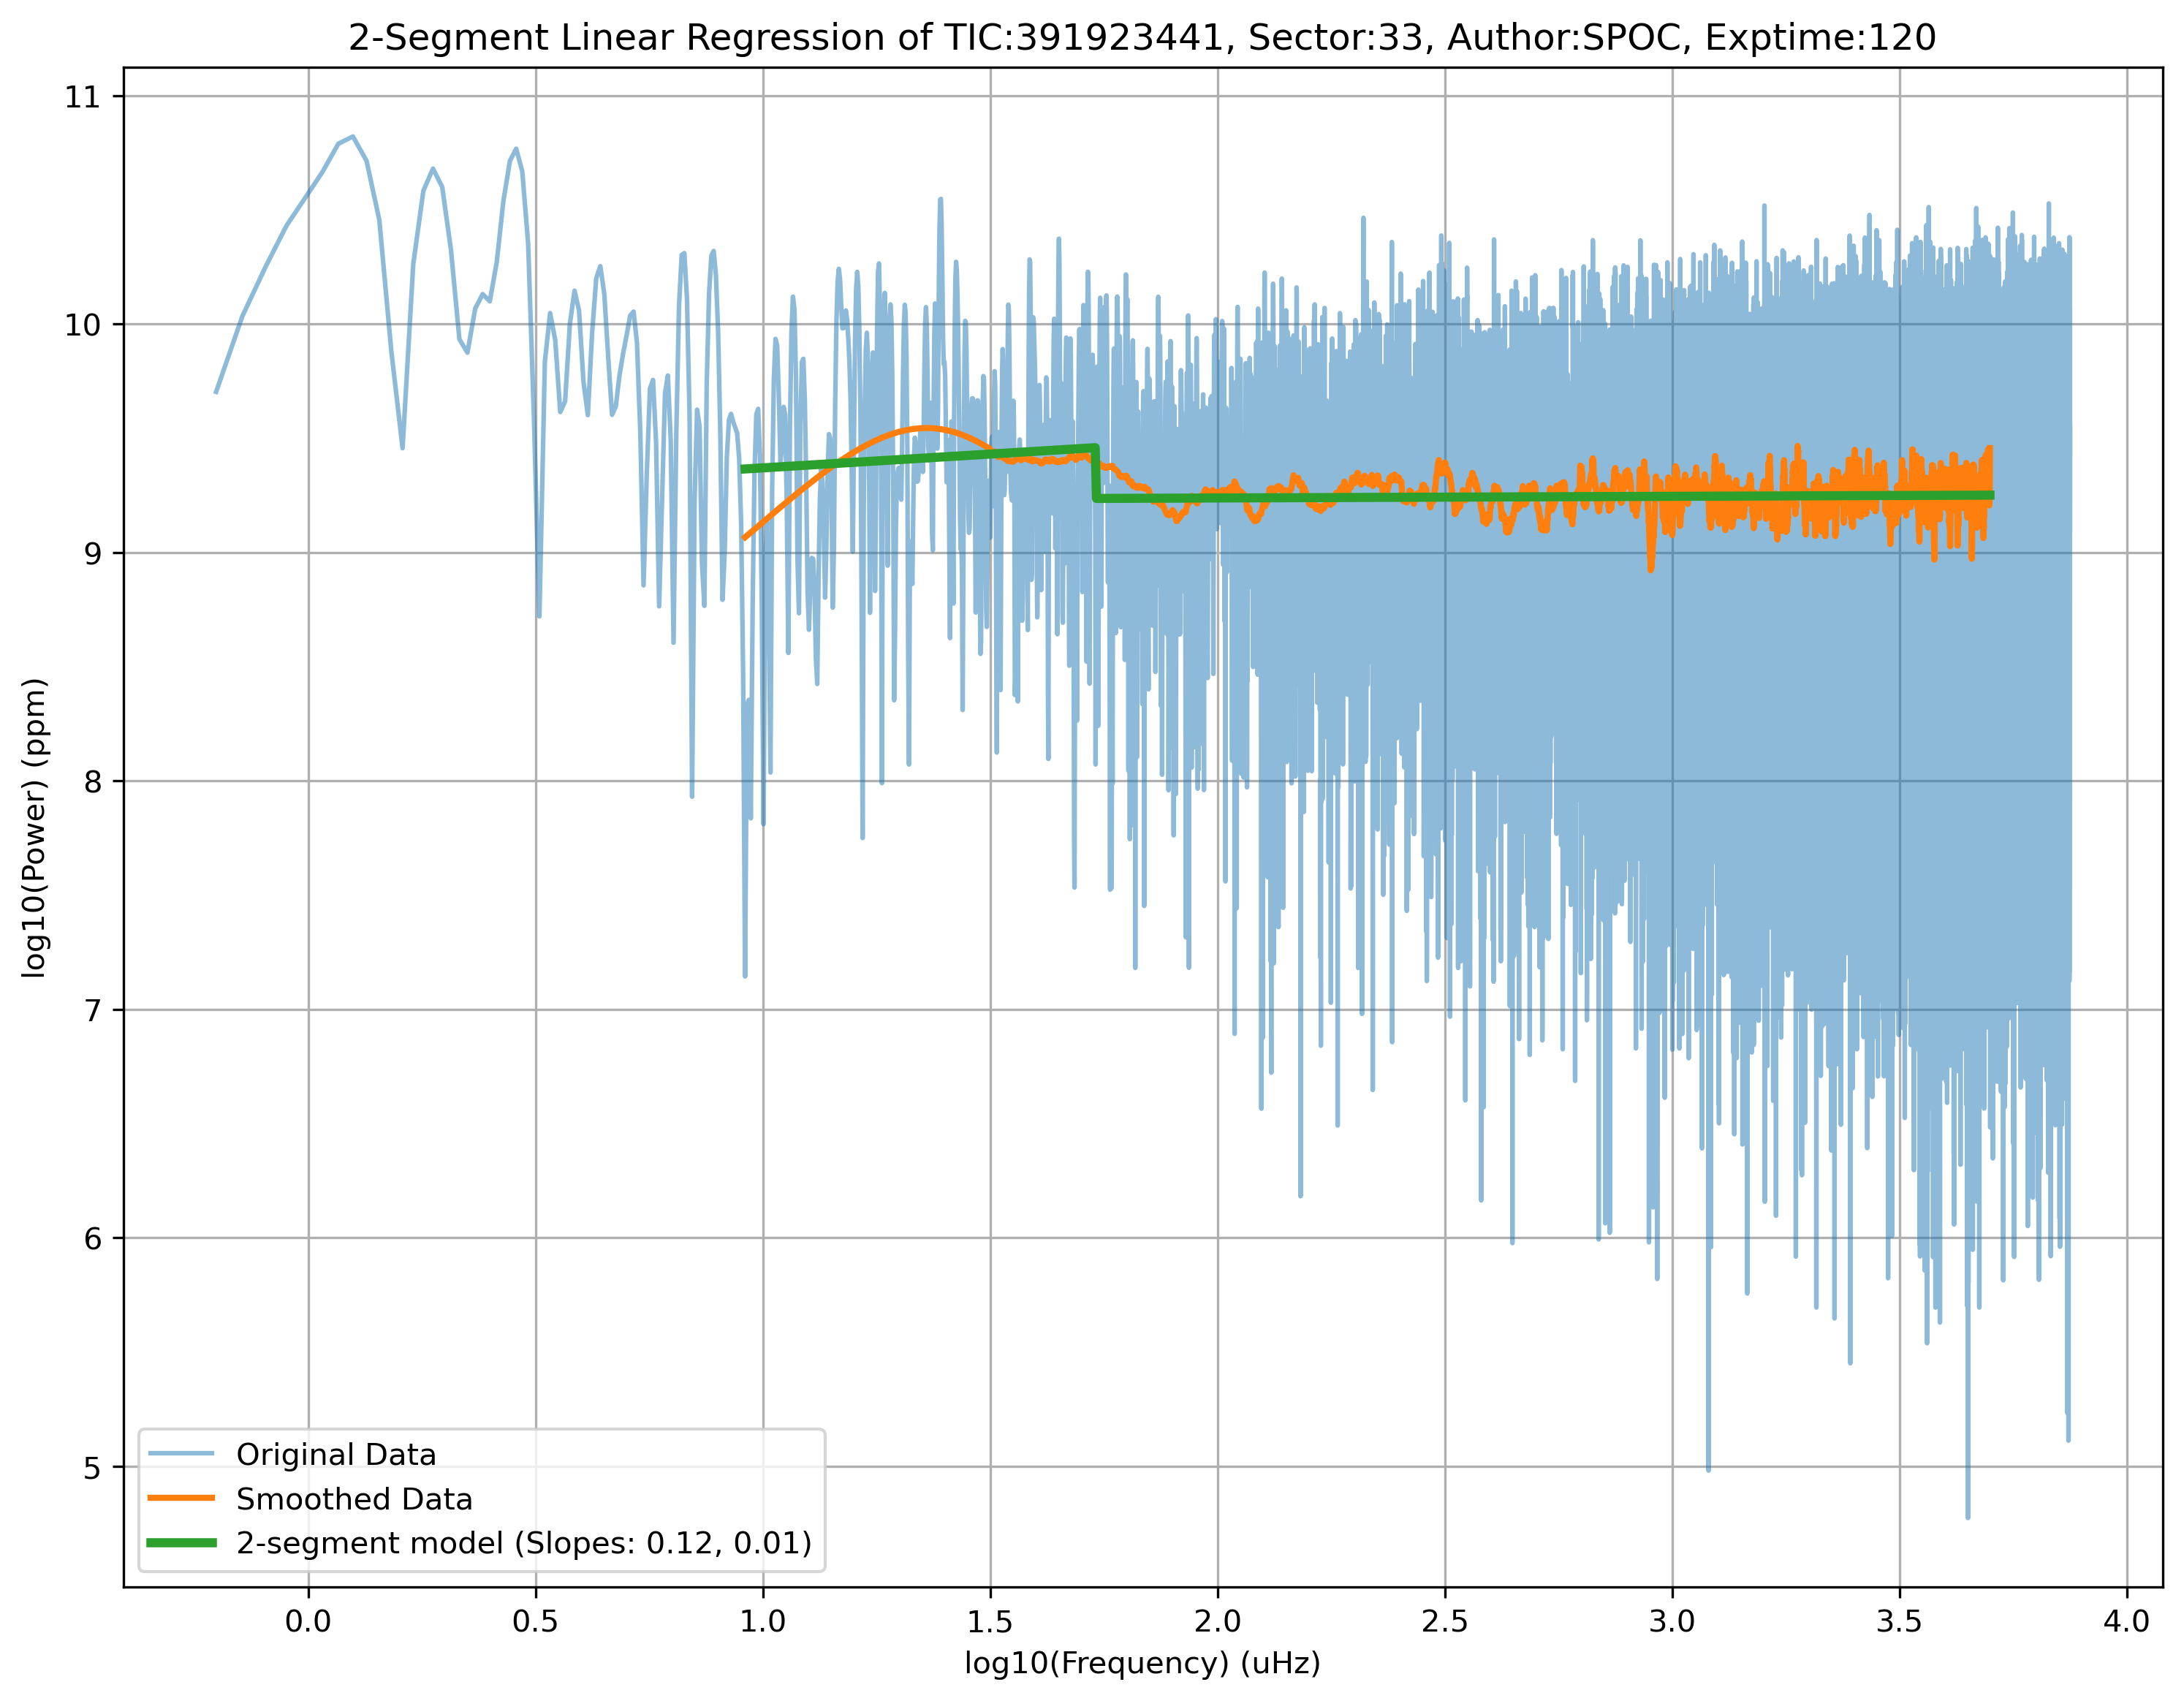 2-Segment Linear Regression of TIC:391923441, Sector:33, Author:SPOC, Exptime:120
11
10
9
8
7
6
5
log10(Power) (ppm)
Original Data
Smoothed Data
2-segment model (Slopes: 0.12, 0.01)
0.0 0.5 1.0 1.5 2.0 2.5 3.0 3.5 4.0
log10(Frequency) (uHz)